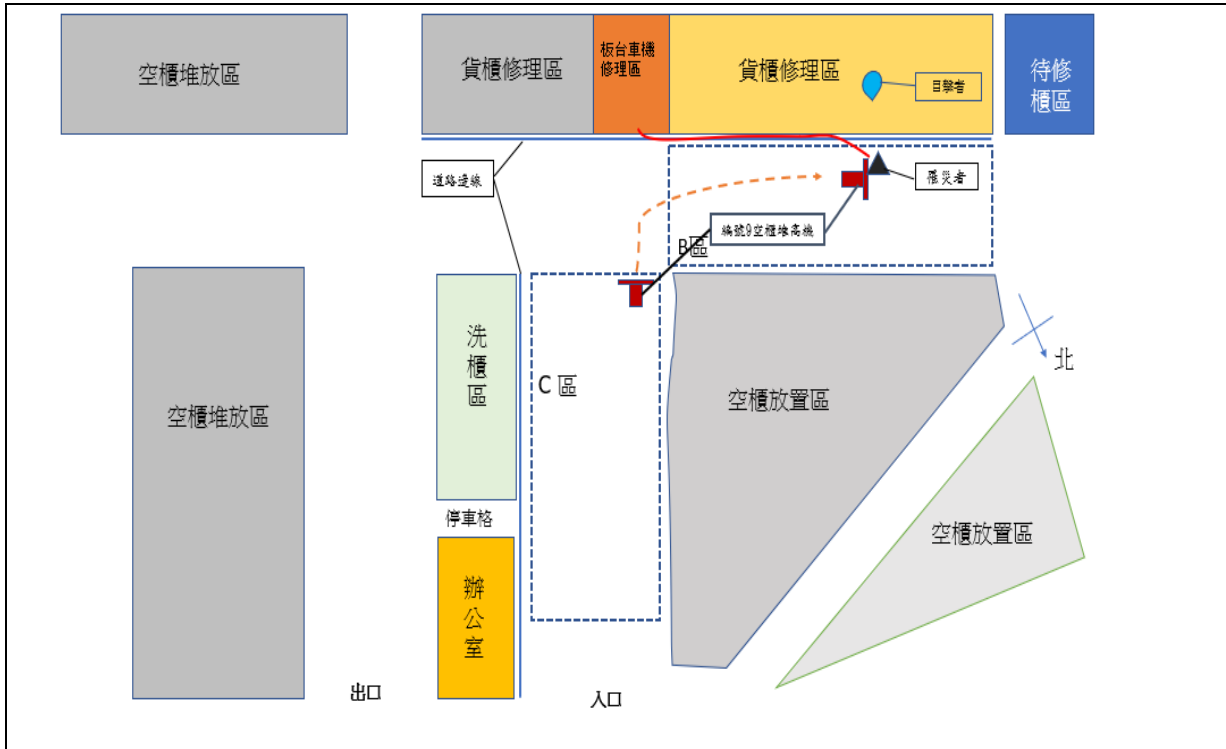 空櫃堆放區
貨櫃修理區
板台車機
修理區
貨櫃修理區
目擊者
待修
櫃區
道路邊線
罹災者
編號9空櫃堆高機
B區
空櫃堆放區
洗
櫃
區
C 區
空櫃放置區
北
停車格
空櫃放置區
辦
公
室
出口
入口